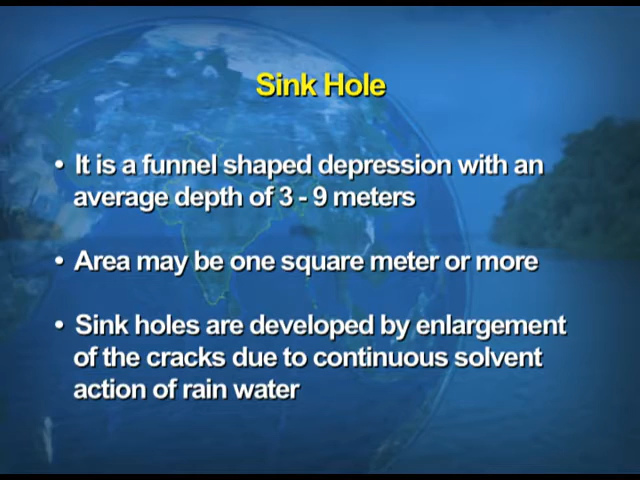 Sink Hole
• It is a funnel shaped depression with an
average depth of 3 - 9 meters
• Area may be one square meter or more
• Sink holes are developed by enlargement
of the cracks due to continuous solvent
action of rain water